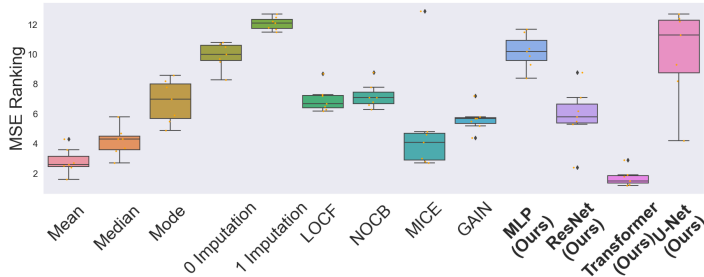 MSE Ranking
12
10
8
6
4
2
Mean
Median
Mode
0 Imputation
1 Imputation
LOCF
NOCB
MICE
GAIN
MLP
(Ours)
ResNet
(Ours)
Transformer
(Ours)
U-Net
(Ours)